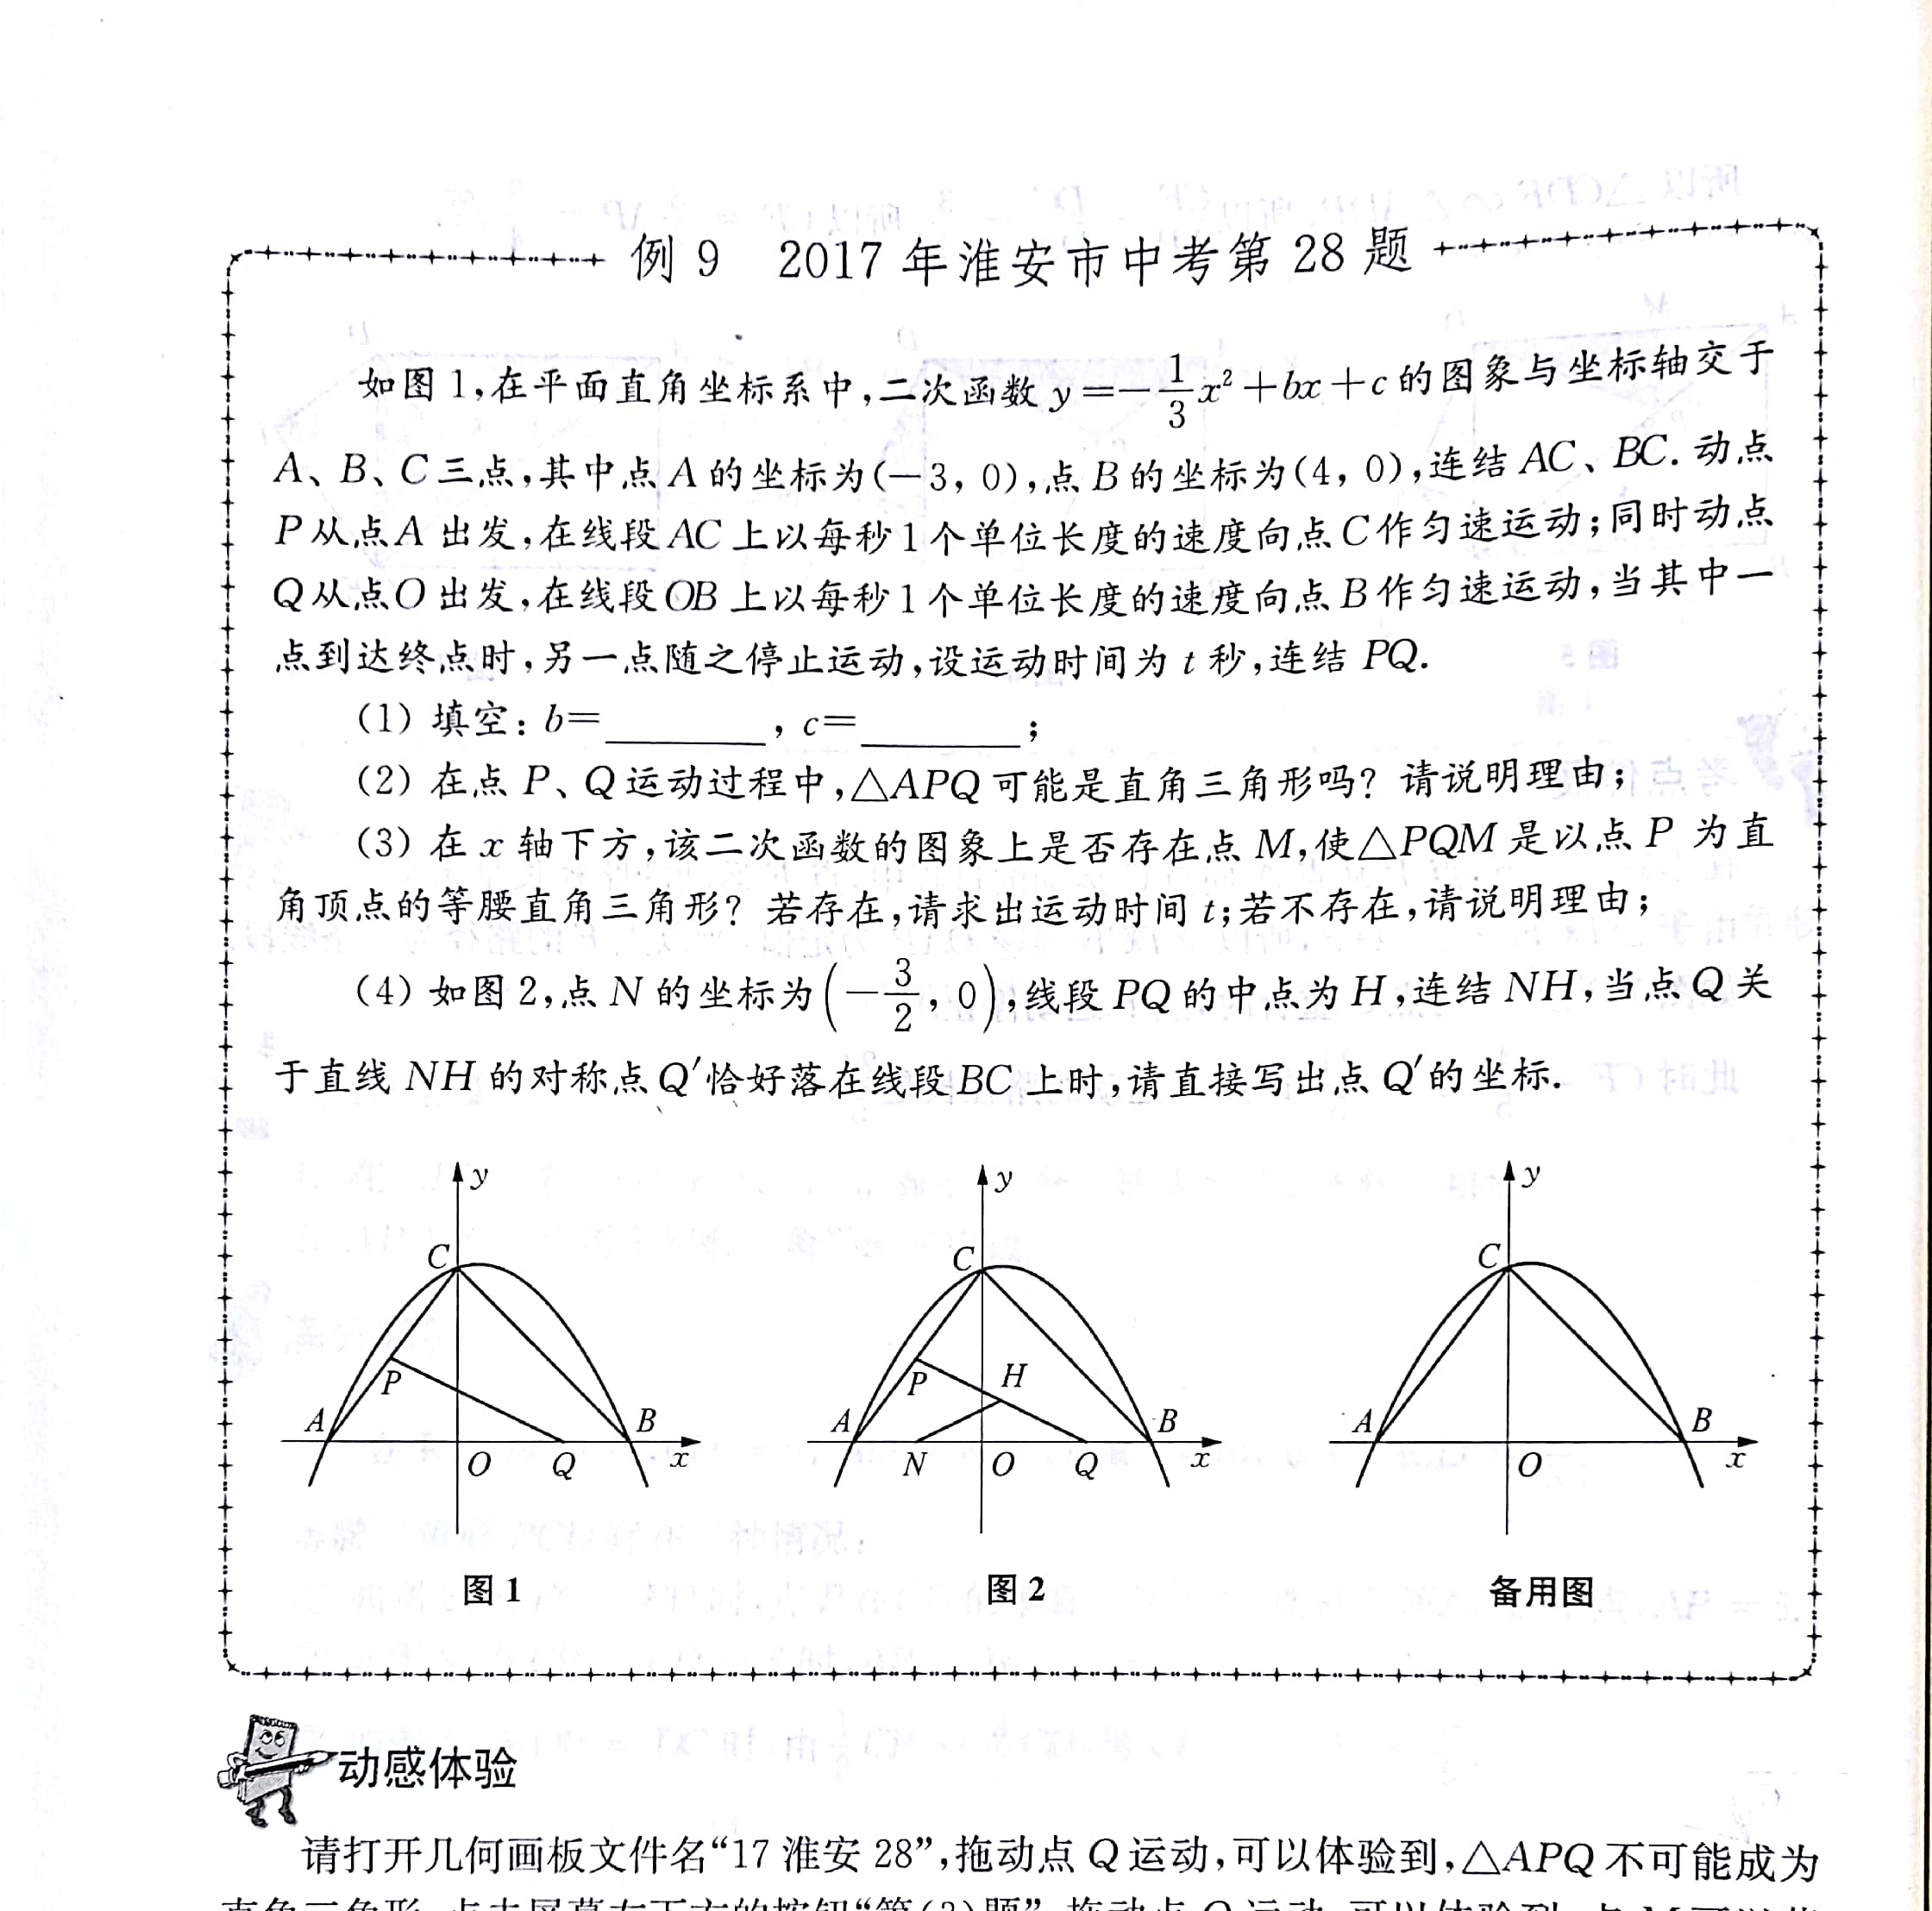 例 9 2017 年淮安市中考第 28 题
如图 1,在平面直角坐标系中,二次函数 y=-\frac{1}{3}x²+bx+c 的图象与坐标轴交于
A、B、C 三点,其中点 A 的坐标为(-3, 0),点 B 的坐标为(4, 0),连结 AC、BC. 动点
P 从点 A 出发,在线段 AC 上以每秒 1 个单位长度的速度向点 C 作匀速运动;同时动点
Q 从点 O 出发,在线段 OB 上以每秒 1 个单位长度的速度向点 B 作匀速运动,当其中一
点到达终点时,另一点随之停止运动,设运动时间为 t 秒,连结 PQ.
(1) 填空: b=________, c=________;
(2) 在点 P、Q 运动过程中,△APQ 可能是直角三角形吗? 请说明理由;
(3) 在 x 轴下方,该二次函数的图象上是否存在点 M,使△PQM 是以点 P 为直
角顶点的等腰直角三角形? 若存在,请求出运动时间 t;若不存在,请说明理由;
(4) 如图 2,点 N 的坐标为(-\frac{3}{2}, 0),线段 PQ 的中点为 H,连结 NH,当点 Q 关
于直线 NH 的对称点 Q′恰好落在线段 BC 上时,请直接写出点 Q′的坐标.
y
C
P
A
B
O
Q
x
图 1
y
C
P
H
A
B
N
O
Q
x
图 2
y
C
A
B
O
x
备用图
动感体验
请打开几何画板文件名“17 淮安 28”,拖动点 Q 运动,可以体验到,△APQ 不可能成为